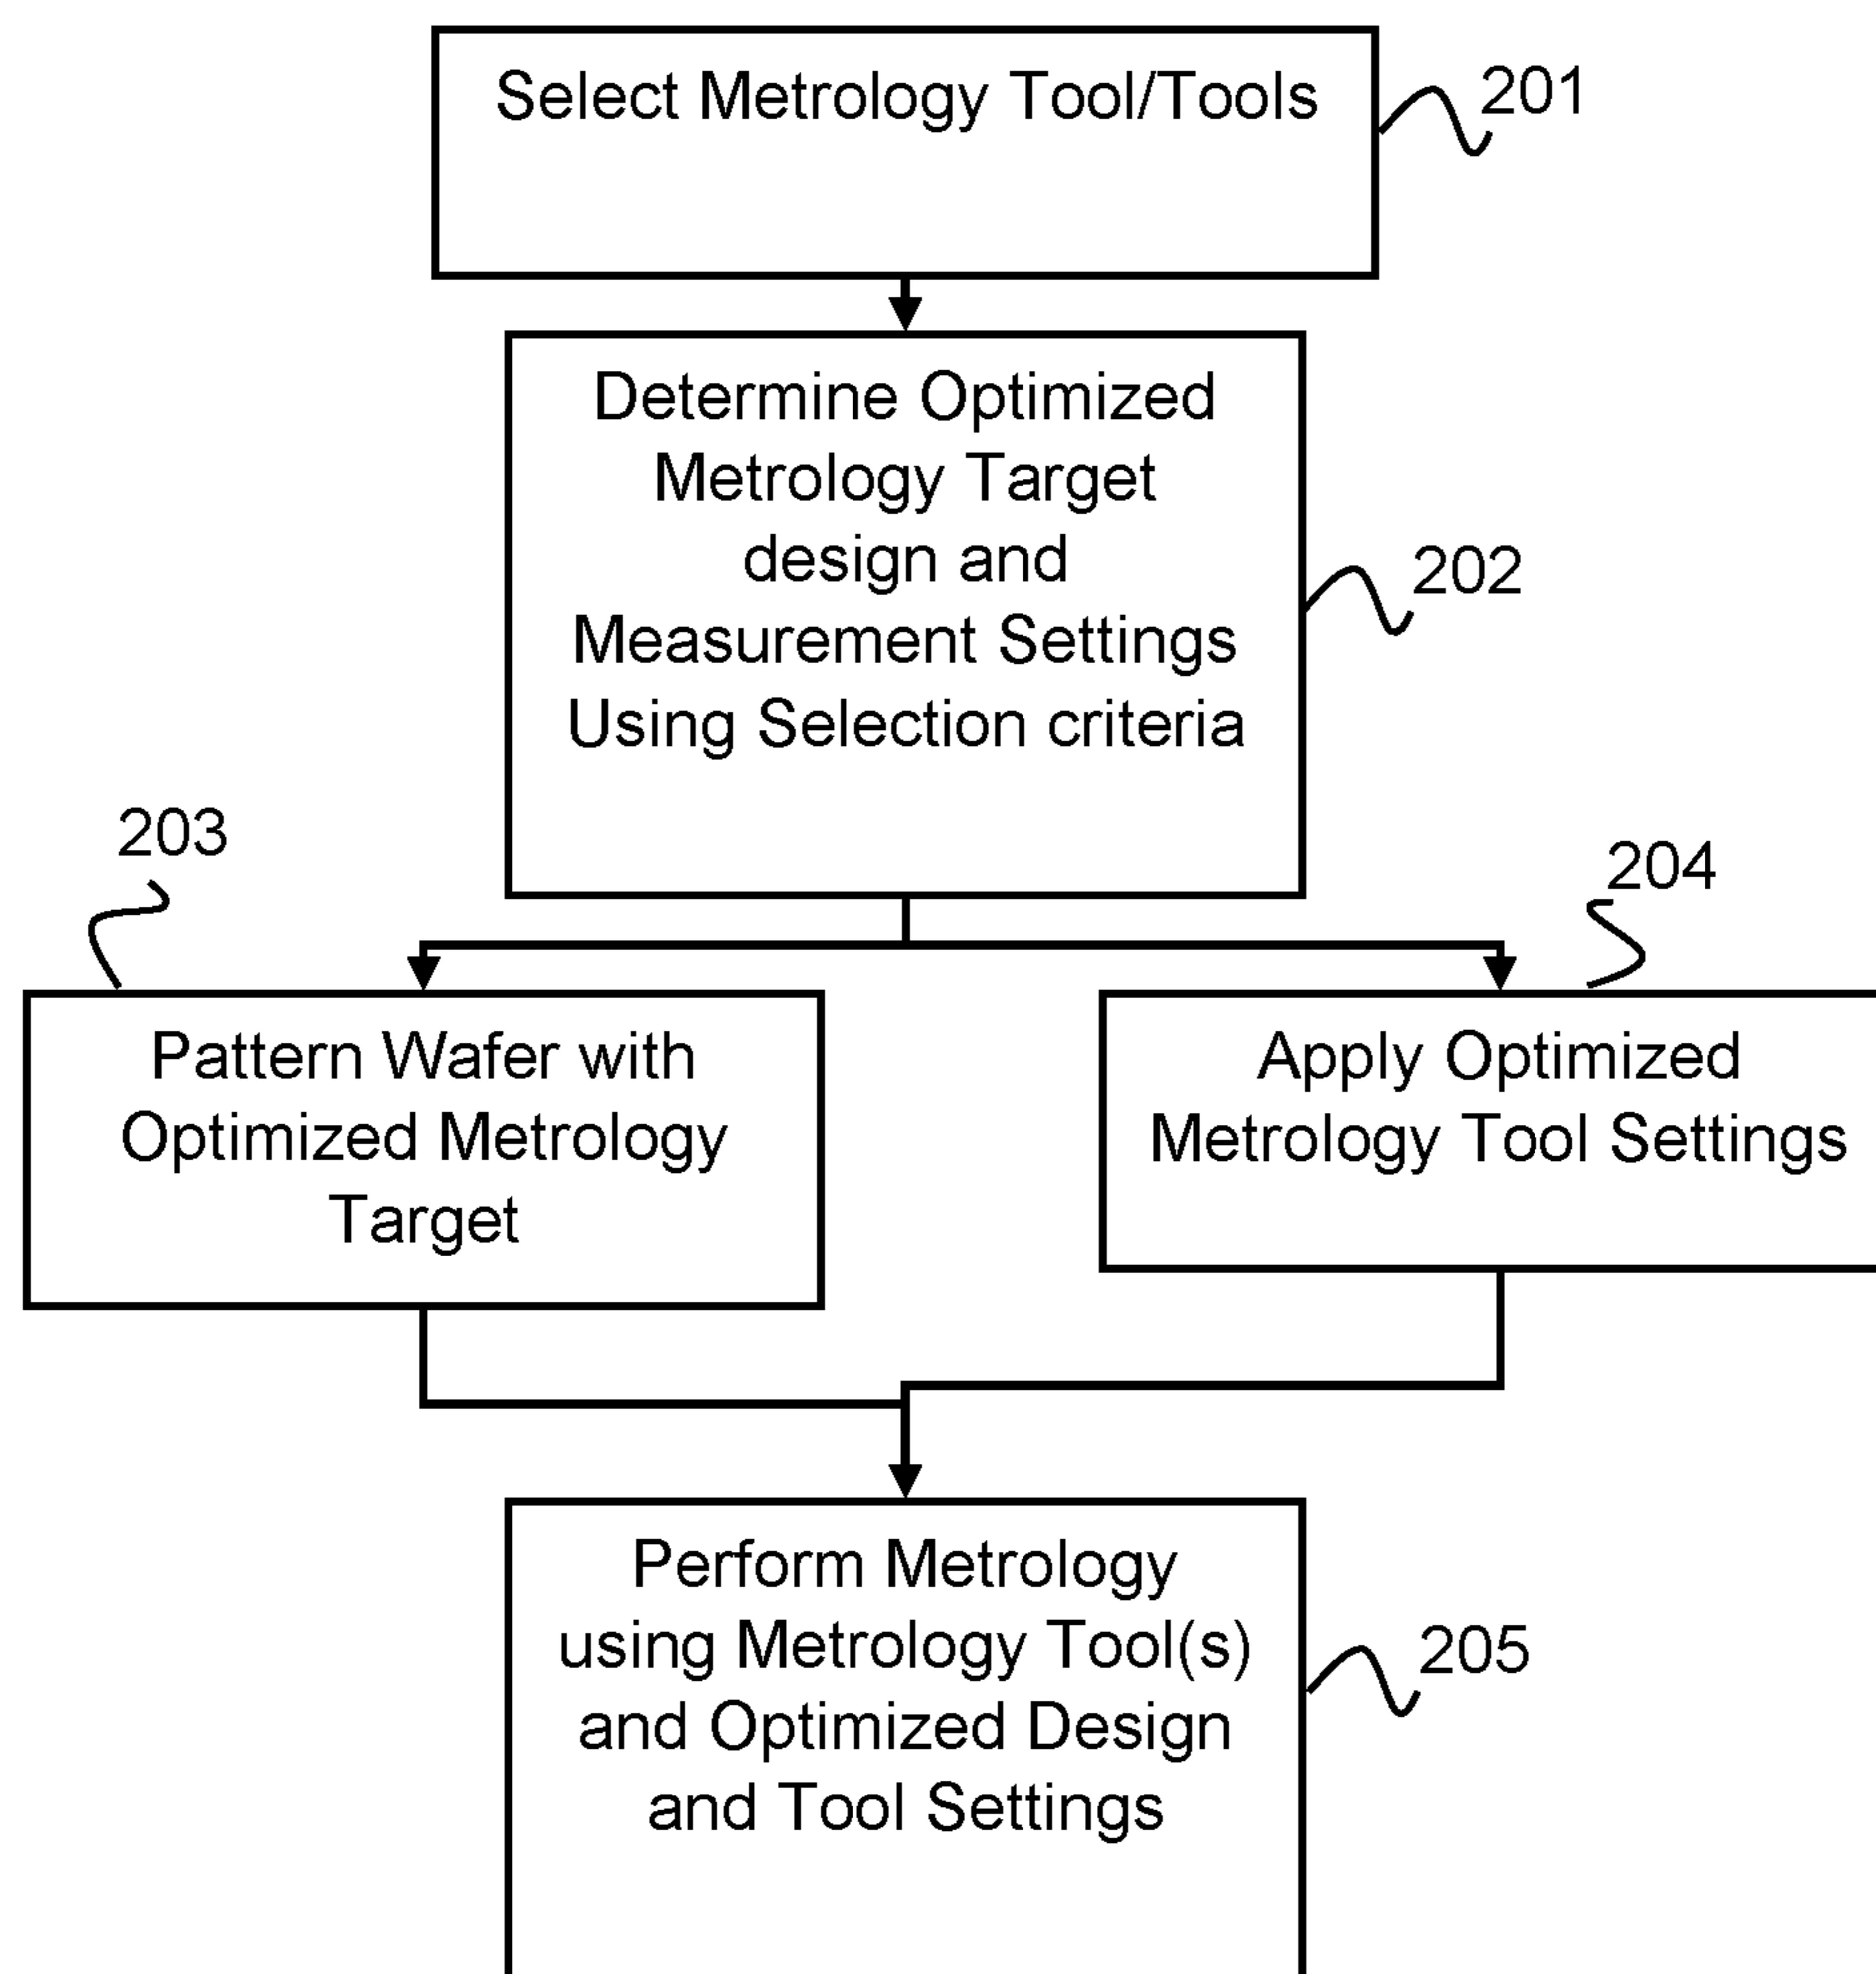 Select Metrology Tool/Tools
201
Determine Optimized
Metrology Target
design and
Measurement Settings
Using Selection criteria
202
203
204
Pattern Wafer with
Optimized Metrology
Target
Apply Optimized
Metrology Tool Settings
Perform Metrology
using Metrology Tool(s)
and Optimized Design
and Tool Settings
205